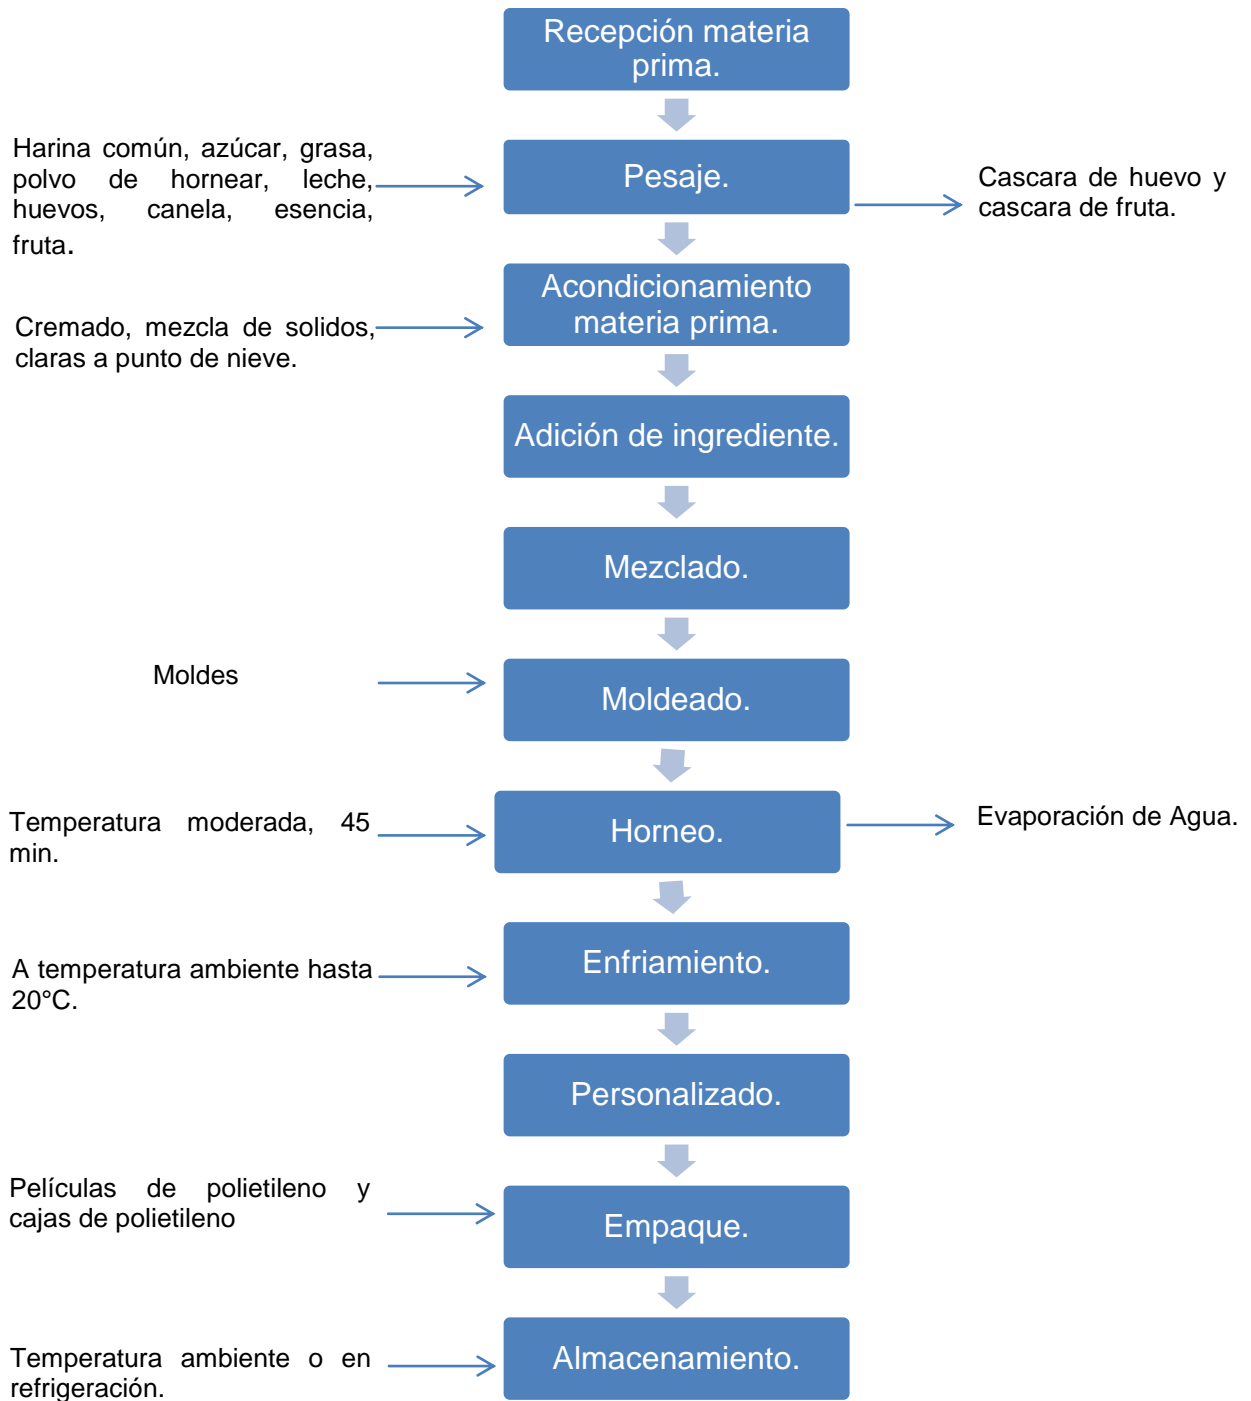 Recepción materia
prima.
Harina común, azúcar, grasa,
polvo de hornear, leche,
huevos, canela, esencia,
fruta.
Pesaje.
Cascara de huevo y
cascara de fruta.
Acondicionamiento
materia prima.
Cremado, mezcla de solidos,
claras a punto de nieve.
Adición de ingrediente.
Mezclado.
Moldes
Moldeado.
Temperatura moderada, 45
min.
Horneo.
Evaporación de Agua.
A temperatura ambiente hasta
20°C.
Enfriamiento.
Personalizado.
Películas de polietileno y
cajas de polietileno
Empaque.
Temperatura ambiente o en
refrigeración.
Almacenamiento.